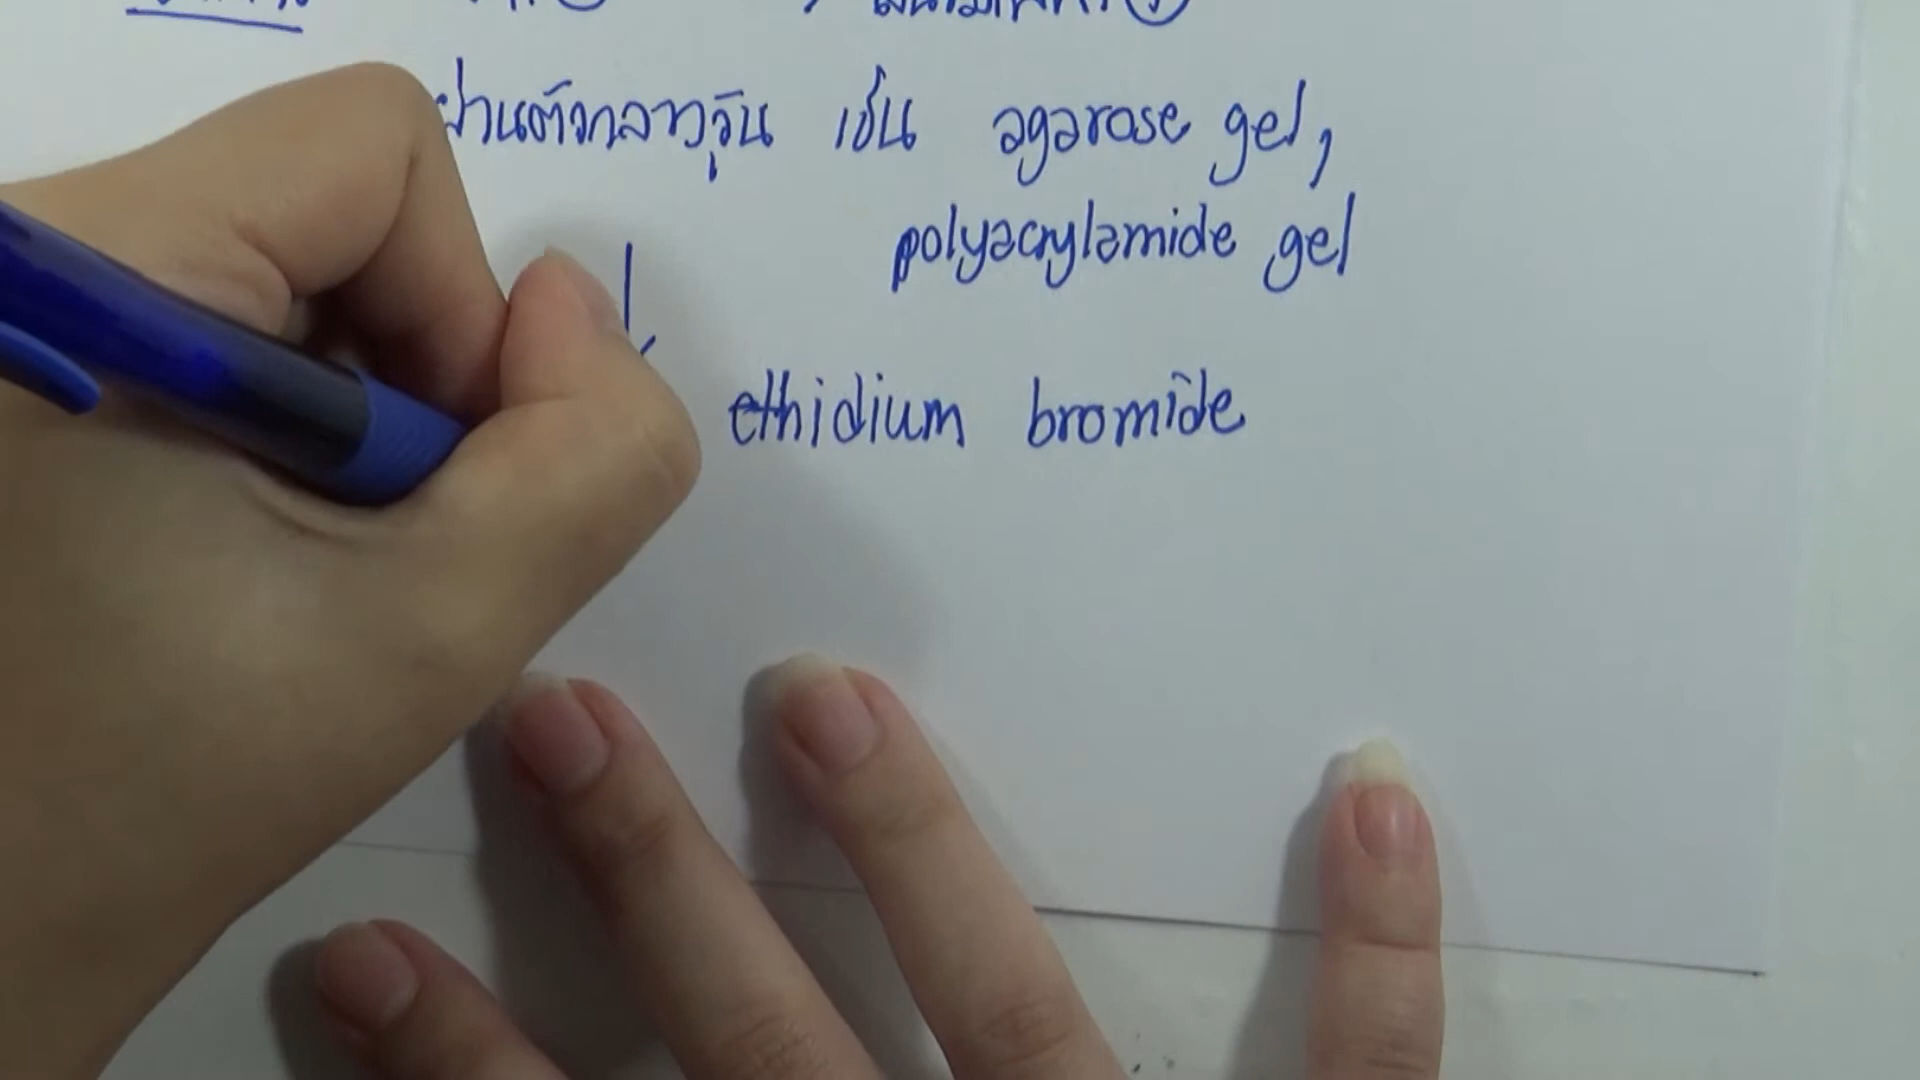 ผ่านตัวกลางวุ้น เช่น agarose gel,
polyacrylamide gel
ethidium bromide